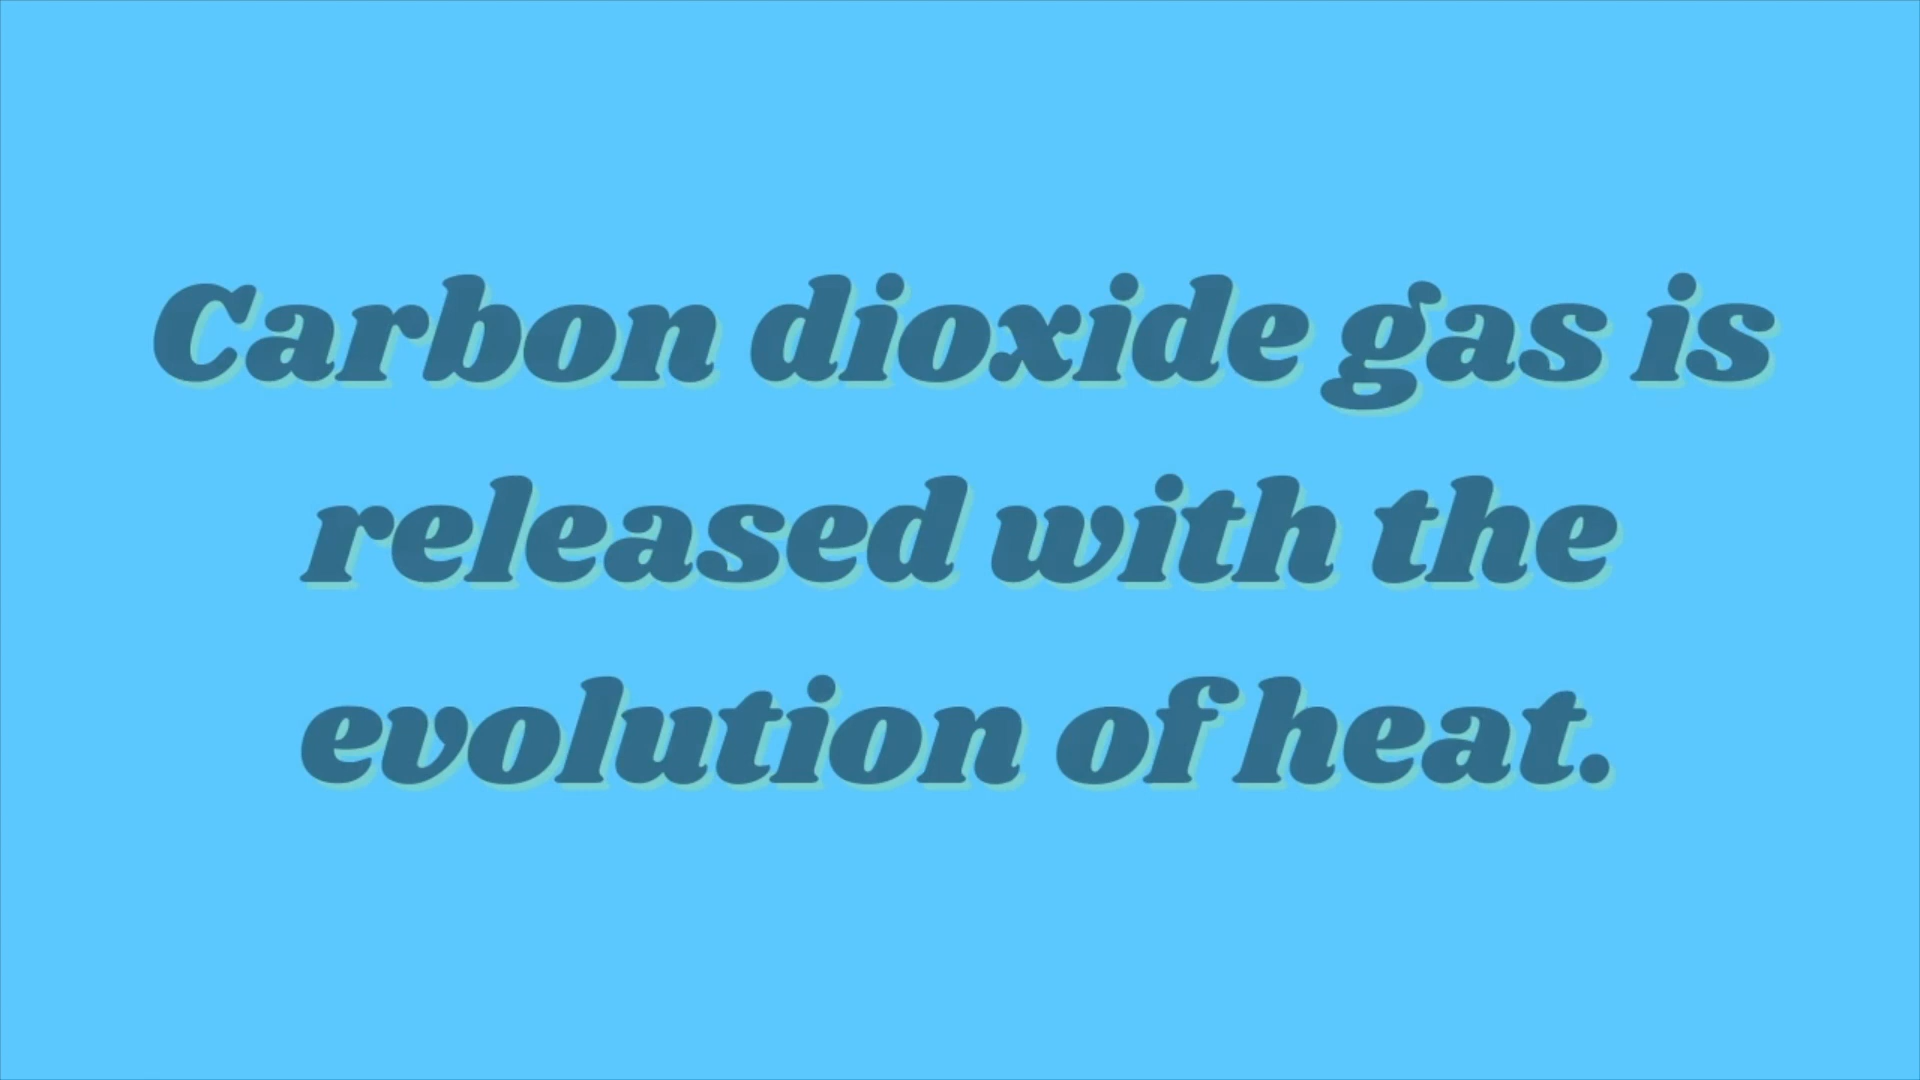 Carbon dioxide gas is
released with the
evolution of heat.